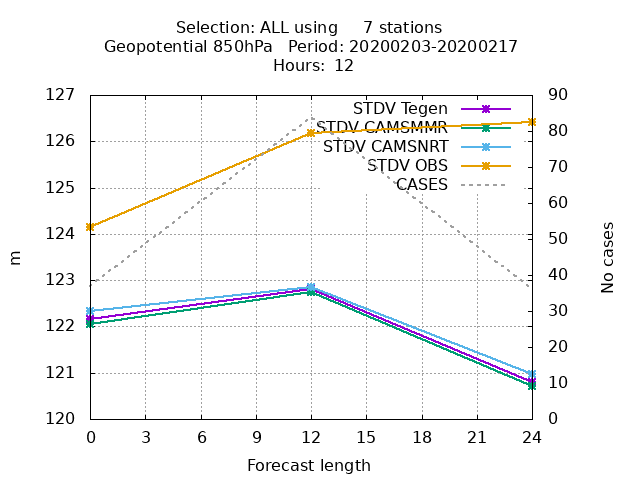 Selection: ALL using     7 stations
Geopotential 850hPa   Period: 20200203-20200217
Hours: 12
STDV Tegen
STDV CAMSMMR
STDV CAMSNRT
STDV OBS
CASES
127
126
125
124
123
122
121
120
m
90
80
70
60
50
40
30
20
10
0
No cases
0 3 6 9 12 15 18 21 24
Forecast length